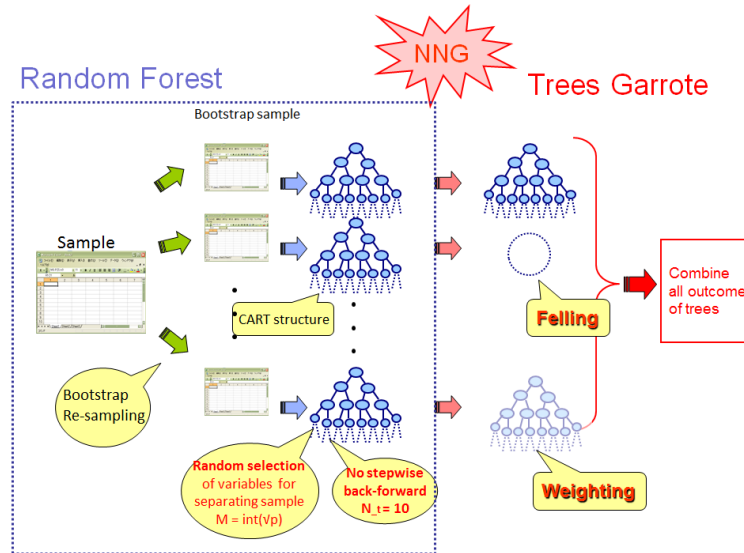 NNG
Random Forest
Trees Garrote
Bootstrap sample
Sample
CART structure
Felling
Combine
all outcome
of trees
Bootstrap
Re-sampling
Random selection
of variables for
separating sample
M = int(√p)
No stepwise
back-forward
N_t = 10
Weighting